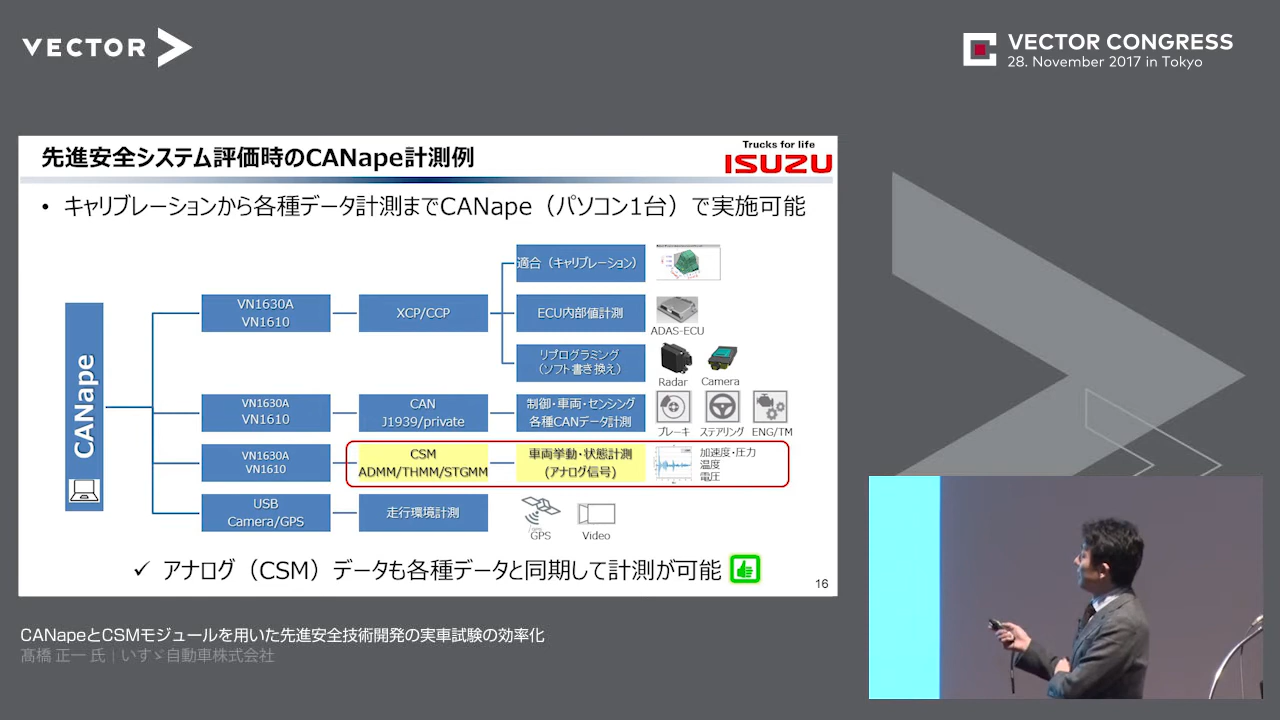 VECTOR
VECTOR CONGRESS
28. November 2017 in Tokyo
先進安全システム評価時のCANape計測例
Trucks for life
ISUZU
• キャリブレーションから各種データ計測までCANape（パソコン1台）で実施可能
CANape
VN1630A
VN1610
XCP/CCP
適合（キャリブレーション）
ECU内部値計測
ADAS-ECU
リプログラミング
（ソフト書き換え）
Radar
Camera
VN1630A
VN1610
CAN
J1939/private
制御・車両・センシング
各種CANデータ計測
ブレーキ
ステアリング
ENG/TM
VN1630A
VN1610
CSM
ADMM/THMM/STGMM
車両挙動・状態計測
(アナログ信号)
加速度・圧力
温度
電圧
USB
Camera/GPS
走行環境計測
GPS
Video
✓ アナログ（CSM）データも各種データと同期して計測が可能
16
CANapeとCSMモジュールを用いた先進安全技術開発の実車試験の効率化
髙橋 正一 氏｜いすゞ自動車株式会社